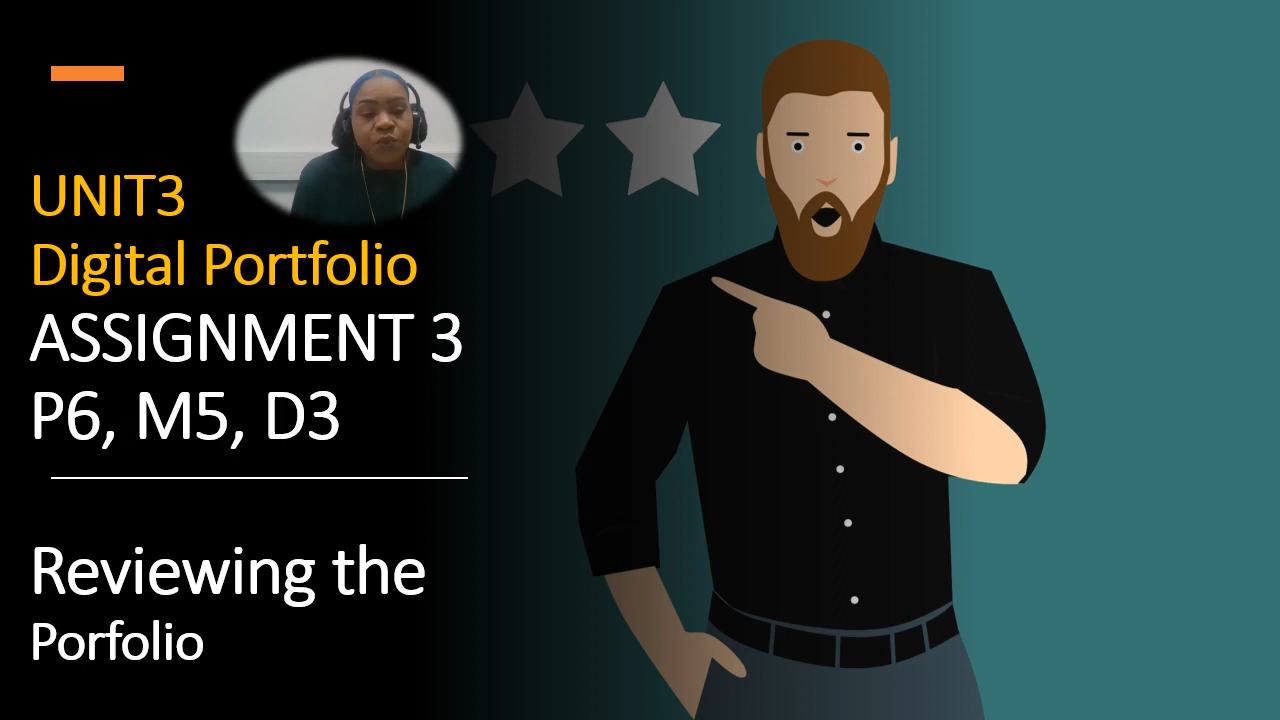 UNIT3
Digital Portfolio
ASSIGNMENT 3
P6, M5, D3
Reviewing the
Porfolio